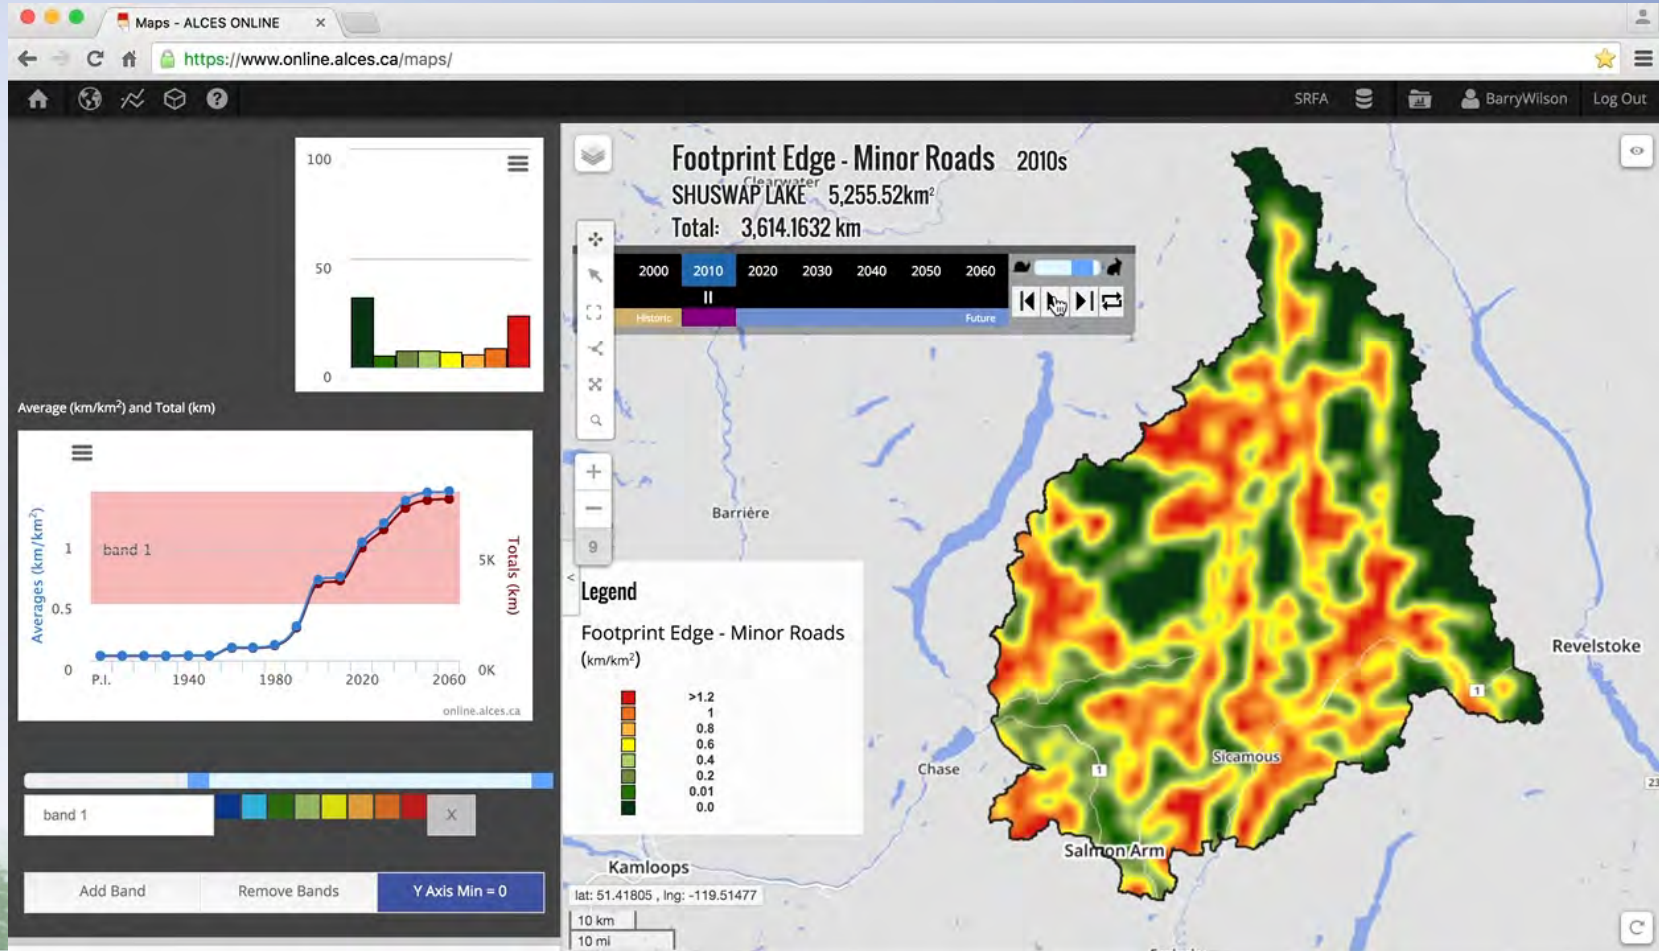 Maps - ALCES ONLINE
https://www.online.alces.ca/maps/
SRFA
BarryWilson
Log Out
100
50
0
Average (km/km²) and Total (km)
Averages (km/km²)
1
0.5
0
band 1
5K
0K
Totals (km)
P.I.
1940
1980
2020
2060
online.alces.ca
band 1
X
Add Band
Remove Bands
Y Axis Min = 0
Footprint Edge - Minor Roads 2010s
Clearwater
SHUSWAP LAKE 5,255.52km²
Total: 3,614.1632 km
2000 2010 2020 2030 2040 2050 2060
Historic
Future
9
<
Barrière
Legend
Footprint Edge - Minor Roads
(km/km²)
>1.2
1
0.8
0.6
0.4
0.2
0.01
0.0
Revelstoke
1
Sicamous
Chase
1
23
Salmon Arm
Kamloops
lat: 51.41805 , lng: -119.51477
10 km
10 mi